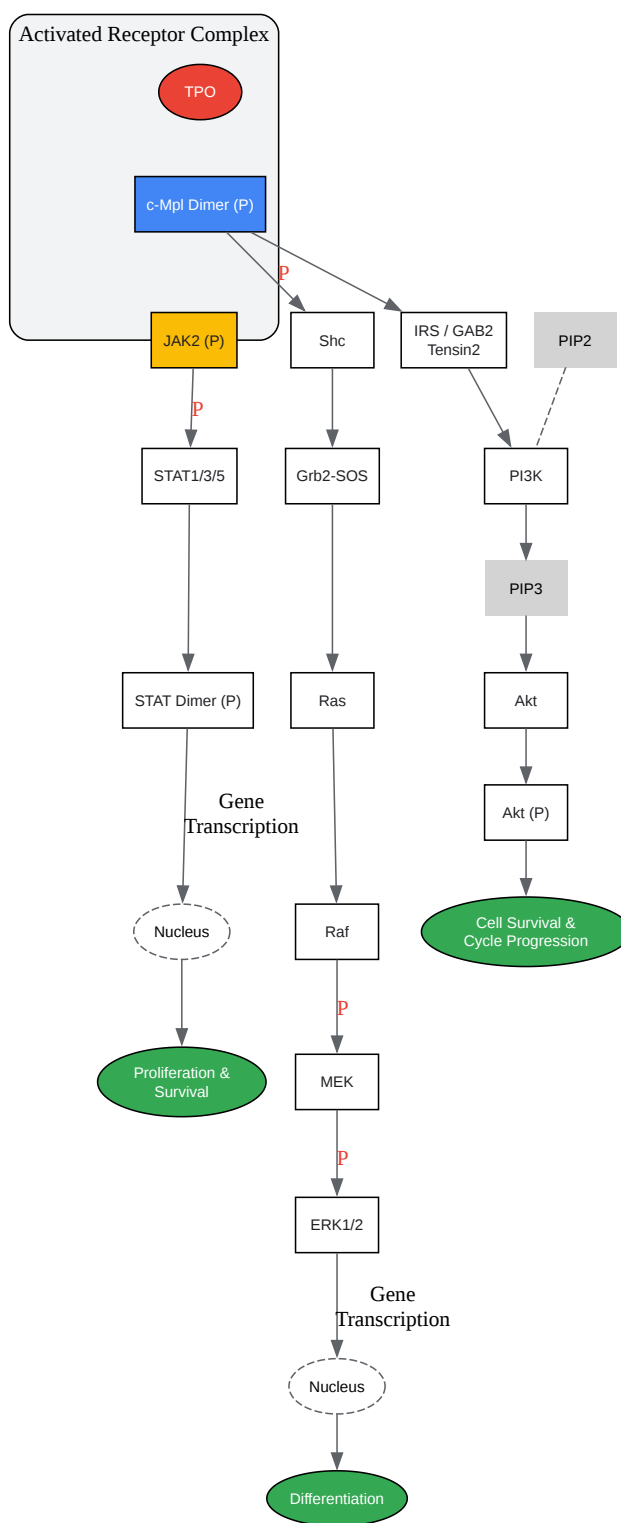 Activated Receptor Complex
TPO
c-Mpl Dimer (P)
P
JAK2 (P)
Shc
IRS / GAB2
Tensin2
PIP2
P
STAT1/3/5
Grb2-SOS
PI3K
PIP3
STAT Dimer (P)
Ras
Akt
Gene
Transcription
Akt (P)
Nucleus
Raf
Cell Survival &
Cycle Progression
P
Proliferation &
Survival
MEK
P
ERK1/2
Gene
Transcription
Nucleus
Differentiation